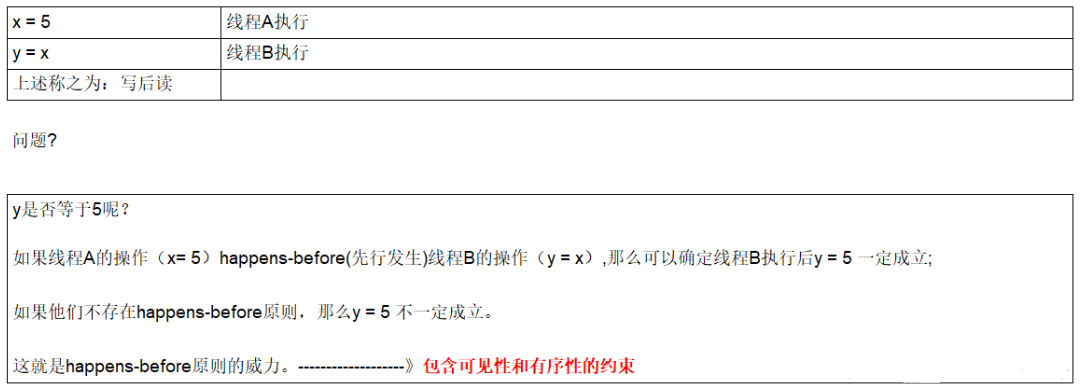 x = 5 线程A执行
y = x 线程B执行
上述称之为：写后读
问题?
y是否等于5呢？
如果线程A的操作（x= 5）happens-before(先行发生)线程B的操作（y = x）,那么可以确定线程B执行后y = 5 一定成立;
如果他们不存在happens-before原则，那么y = 5 不一定成立。
这就是happens-before原则的威力。-------------------》包含可见性和有序性的约束